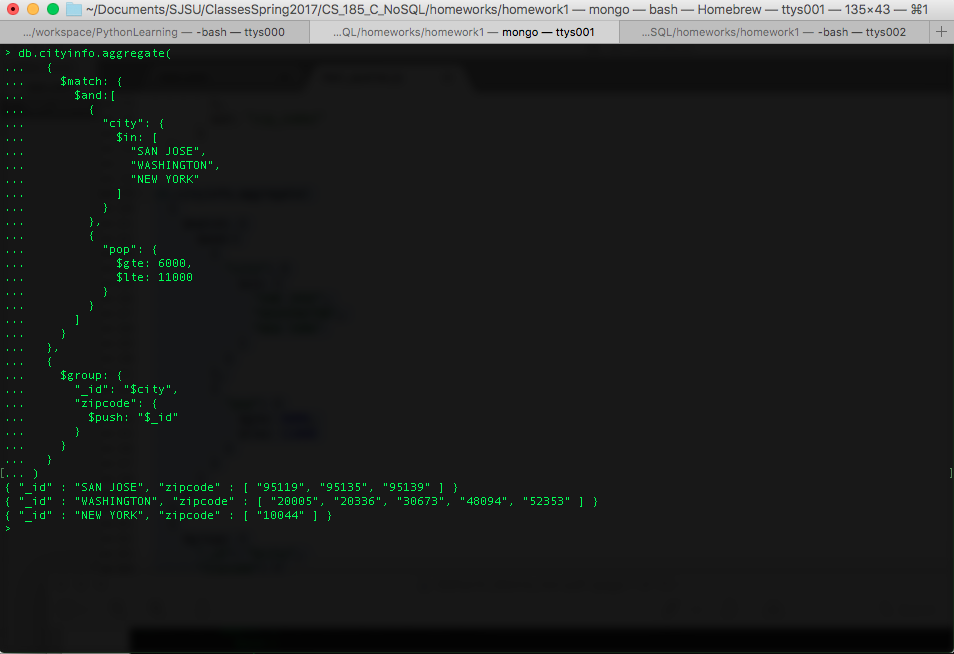 ~/Documents/SJSU/ClassesSpring2017/CS_185_C_NoSQL/homeworks/homework1 — mongo — bash — Homebrew — ttys001 — 135×43 — ⌘1
.../workspace/PythonLearning — -bash — ttys000
...QL/homeworks/homework1 — mongo — ttys001
...SQL/homeworks/homework1 — -bash — ttys002
+
> db.cityinfo.aggregate(
...    {
...      $match: {
...        $and:[
...          {
...            "city": {
...              $in: [
...                "SAN JOSE",
...                "WASHINGTON",
...                "NEW YORK"
...              ]
...            }
...          },
...          {
...            "pop": {
...              $gte: 6000,
...              $lte: 11000
...            }
...          }
...        ]
...      }
...    },
...    {
...      $group: {
...        "_id": "$city",
...        "zipcode": {
...          $push: "$_id"
...        }
...      }
...    }
[... )                                                                                                                                 ]
{ "_id" : "SAN JOSE", "zipcode" : [ "95119", "95135", "95139" ] }
{ "_id" : "WASHINGTON", "zipcode" : [ "20005", "20336", "30673", "48094", "52353" ] }
{ "_id" : "NEW YORK", "zipcode" : [ "10044" ] }
>